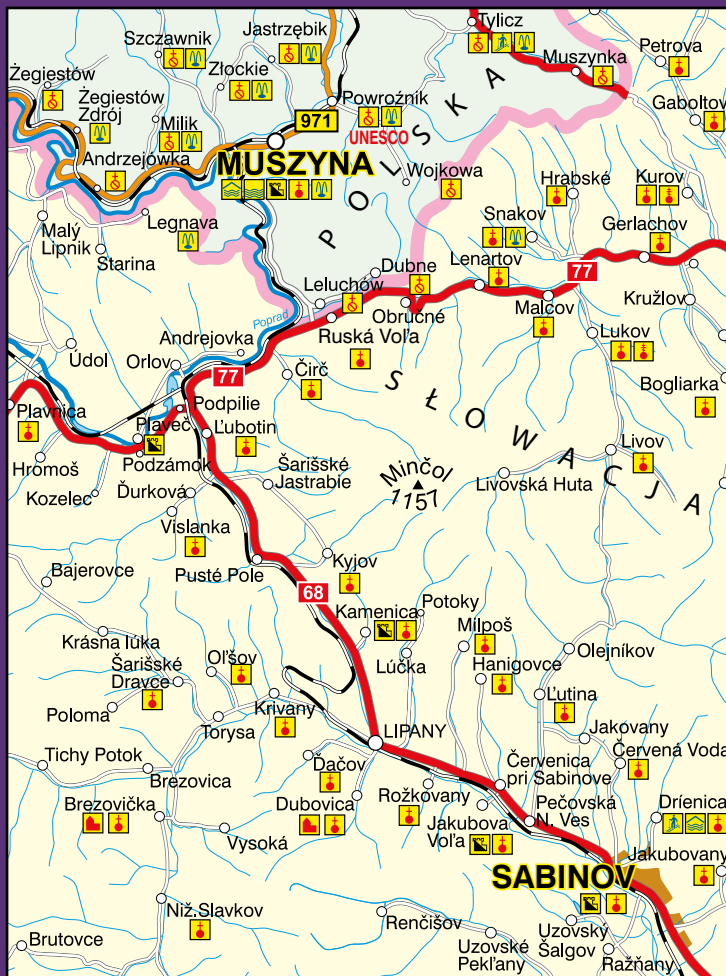 Tylicz
Szczawnik
Jastrzębik
Petrova
Żegiestów
Złockie
Muszynka
Powroźnik
UNESCO
Gaboltov
Żegiestów
Zdrój
Milik
971
Andrzejówka
MUSZYNA
POLSKA
Wojkowa
Hrabské
Kurov
Malý
Lipnik
Legnava
Starina
Snakov
Gerlachov
Dubne
Lenartov
77
Leluchów
Obručné
Malcov
Kružlov
Poprad
Ruská Voľa
Andrejovka
Lukov
Údol
Orlov
77
Čirč
SŁOWACJA
Bogliarka
Plavnica
Podpilie
Plaveč
Ľubotin
Podzámok
Hromoš
Kozelec
Ďurková
Šarišské
Jastrabie
Minčol
1157
Livovská Huta
Livov
Vislanka
Pusté Pole
Kyjov
Bajerovce
68
Kamenica
Potoky
Krásna lúka
Milpoš
Olejníkov
Šarišské
Dravce
Oľšov
Lúčka
Hanigovce
Poloma
Krivany
Ľutina
Torysa
LIPANY
Jakovany
Tichy Potok
Červená Voda
Brezovica
Ďačov
Červenica
pri Sabinove
Brezovička
Dubovica
Rožkovany
Pečovská
N. Ves
Drienica
Vysoká
Jakubova
Voľa
Jakubovany
SABINOV
Niž.Slavkov
Renčišov
Uzovský
Šalgov
Brutovce
Uzovské
Pekľany
Ražňany